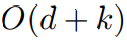 O(d + k)